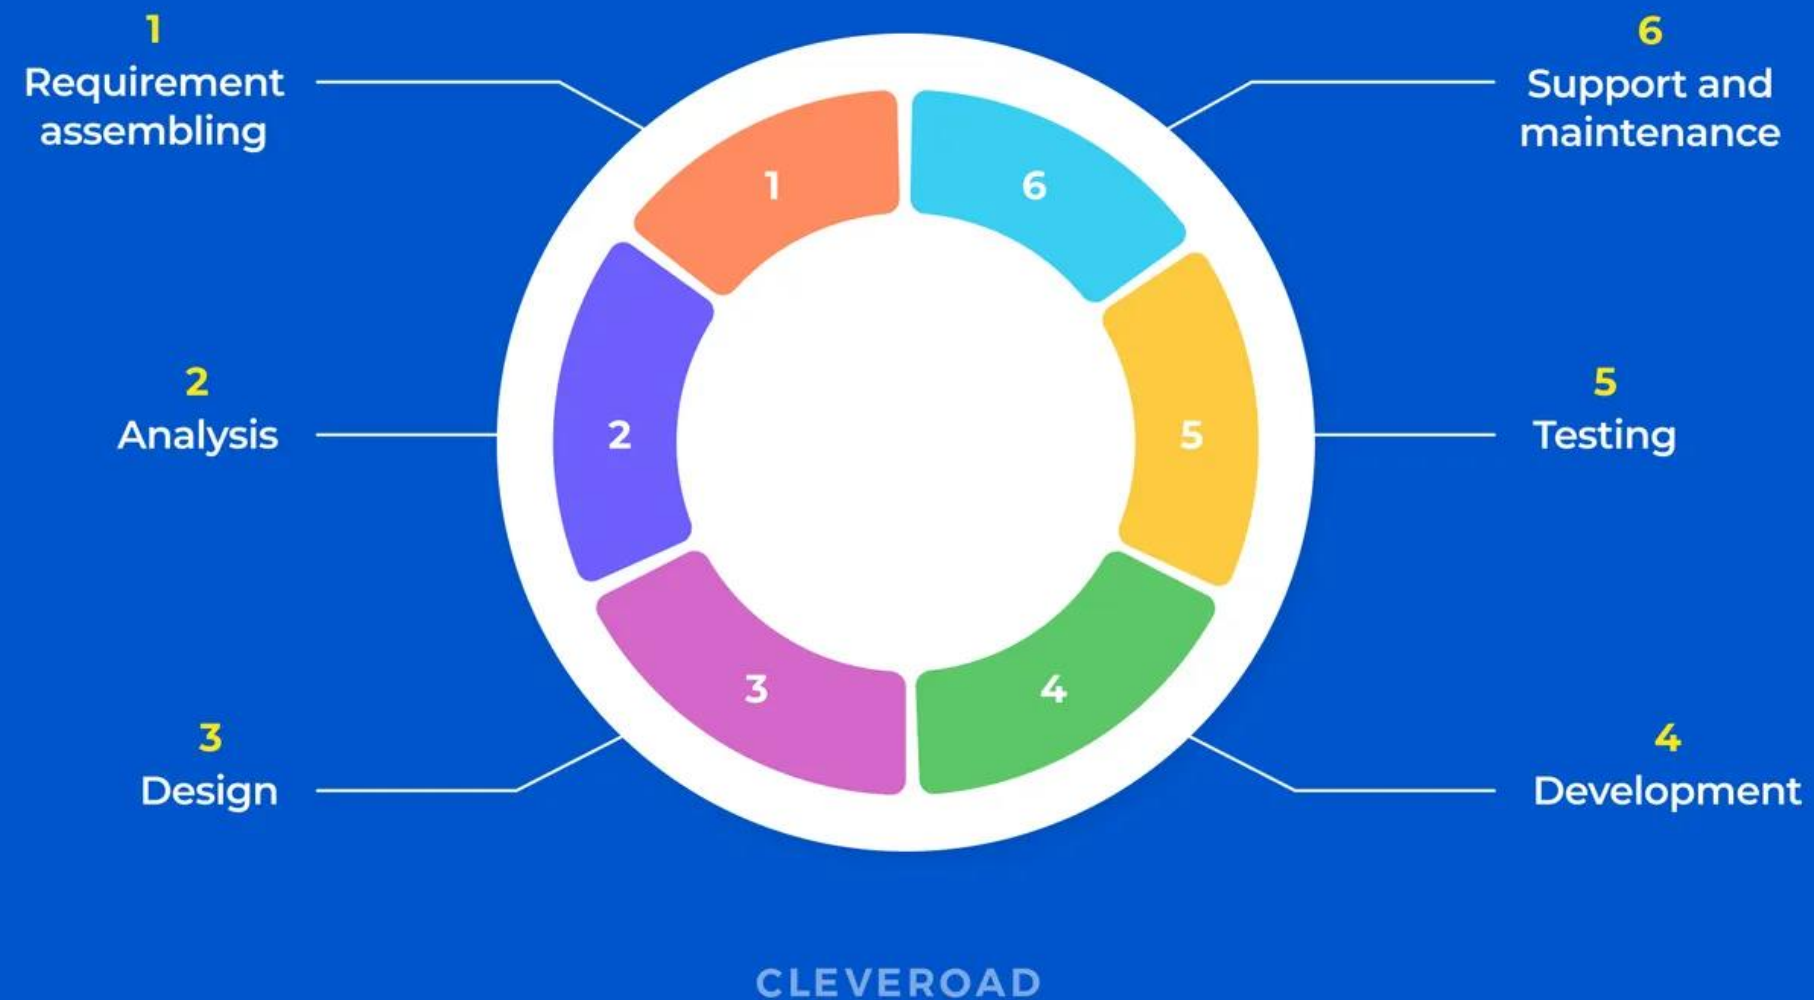 1
Requirement
assembling
2
Analysis
3
Design
1
6
2
5
3
4
6
Support and
maintenance
5
Testing
4
Development
CLEVEROAD